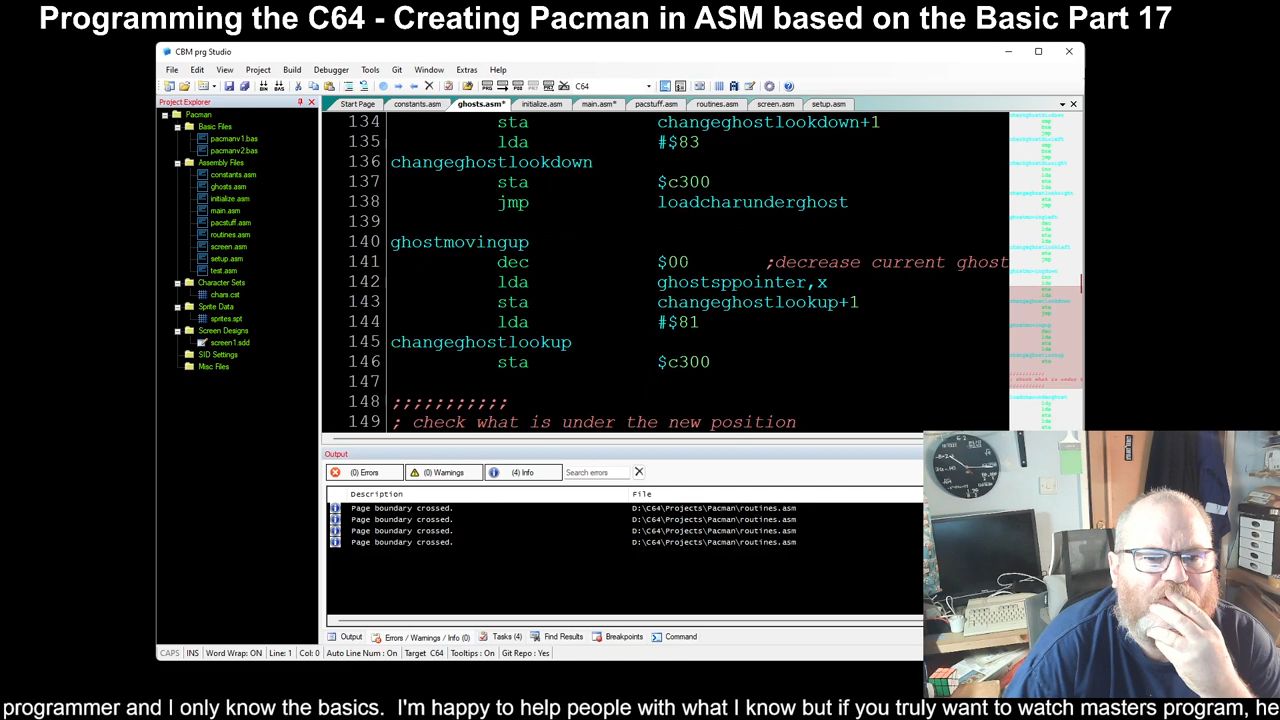 Programming the C64 - Creating Pacman in ASM based on the Basic Part 17
CBM prg Studio
File Edit View Project Build Debugger Tools Git Window Extras Help
C64
Project Explorer
Start Page constants.asm ghosts.asm* initialize.asm main.asm* pacstuff.asm routines.asm screen.asm setup.asm
Pacman
Basic Files
pacmanv1.bas
pacmanv2.bas
Assembly Files
constants.asm
ghosts.asm
initialize.asm
main.asm
pacstuff.asm
routines.asm
screen.asm
setup.asm
test.asm
Character Sets
chars.cst
Sprite Data
sprites.spt
Screen Designs
screen1.sdd
SID Settings
Misc Files
134 sta changeghostlookdown+1
135 lda #$83
136 changeghostlookdown
137 sta $c300
138 jmp loadcharunderghost
139
140 ghostmovingup
141 dec $00 ;decrease current ghost
142 lda ghostsppointer,x
143 sta changeghostlookup+1
144 lda #$81
145 changeghostlookup
146 sta $c300
147
148 ;;;;;;;;;;;
149 ; check what is under the new position
Output
(0) Errors (0) Warnings (4) Info Search errors
Description File
Page boundary crossed. D:\C64\Projects\Pacman\routines.asm
Page boundary crossed. D:\C64\Projects\Pacman\routines.asm
Page boundary crossed. D:\C64\Projects\Pacman\routines.asm
Page boundary crossed. D:\C64\Projects\Pacman\routines.asm
Output Errors / Warnings / Info (0) Tasks (4) Find Results Breakpoints Command
CAPS INS Word Wrap: ON Line: 1 Col: 0 Auto Line Num : On Target C64 Tooltips : On Git Repo : Yes
programmer and I only know the basics. I'm happy to help people with what I know but if you truly want to watch masters program, he